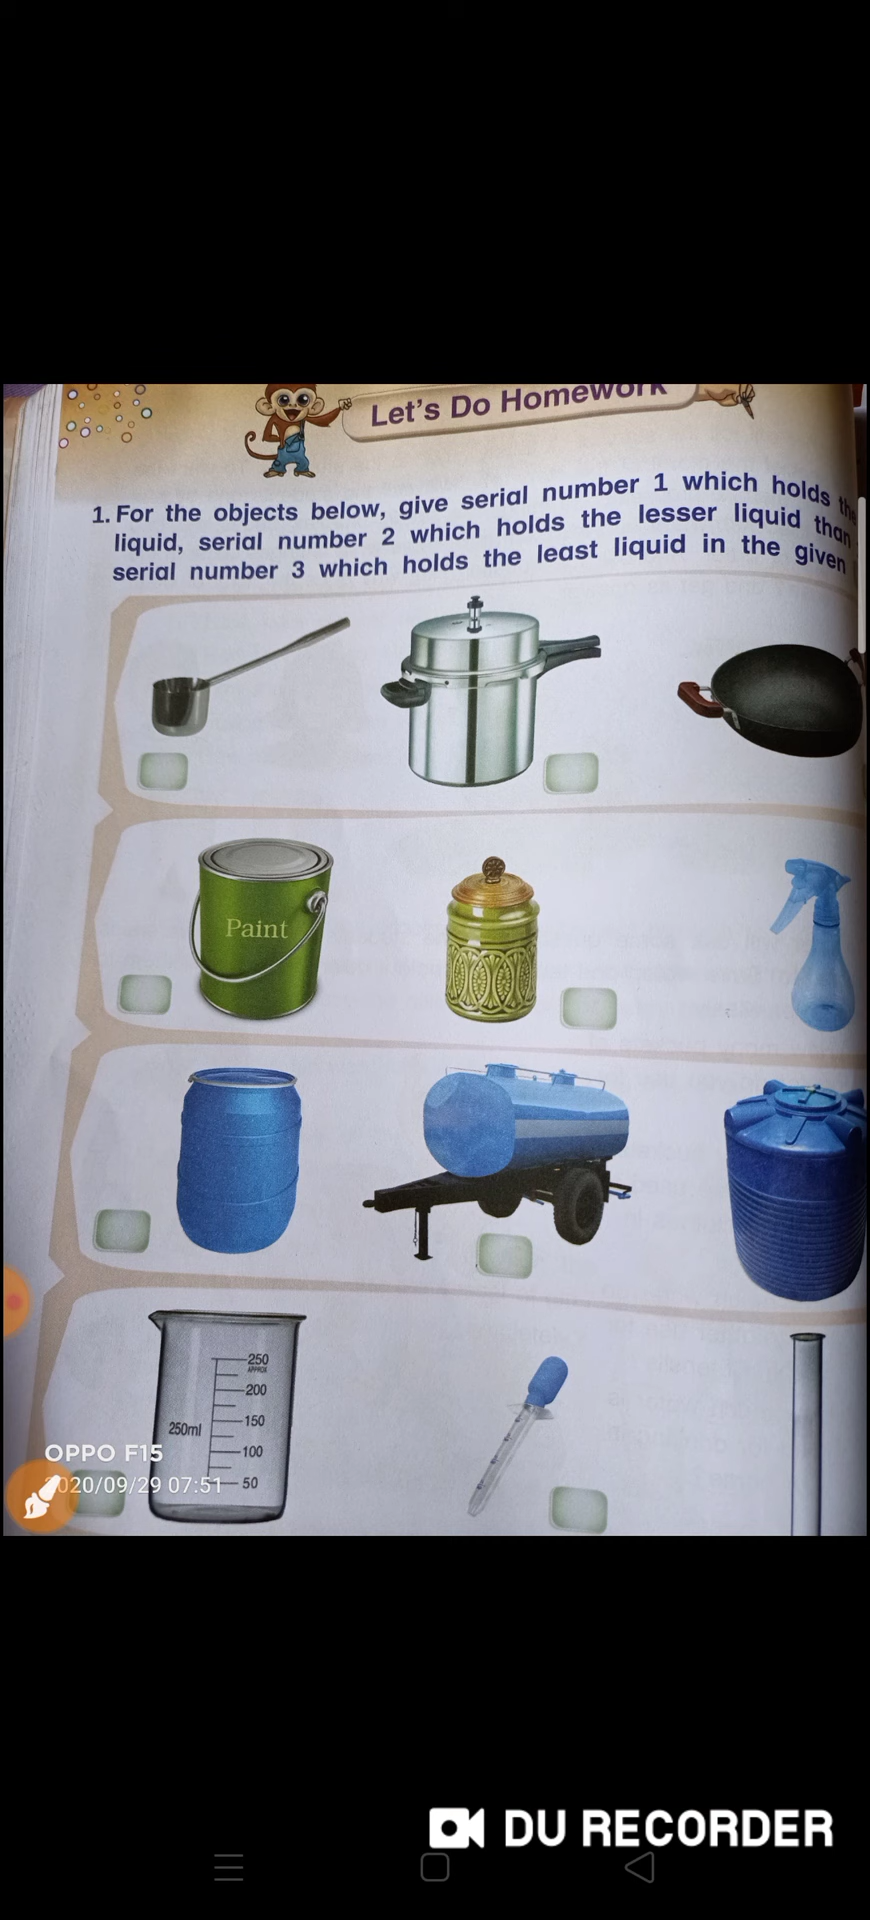 Let's Do Homework
1. For the objects below, give serial number 1 which holds the
liquid, serial number 2 which holds the lesser liquid than
serial number 3 which holds the least liquid in the given
Paint
250
APPROX
200
250ml
150
100
50
OPPO F15
2020/09/29 07:51
DU RECORDER